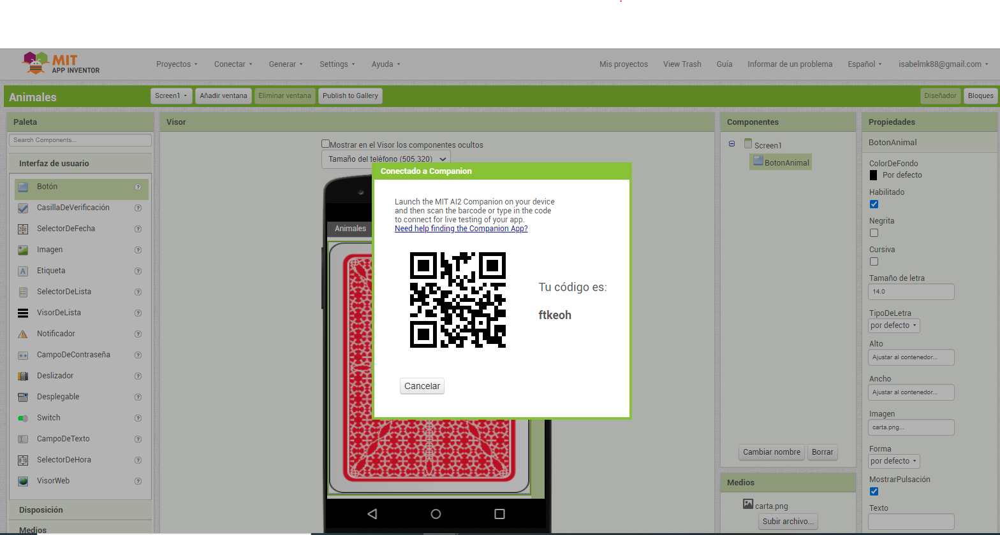 MIT
APP INVENTOR
Proyectos Conectar Generar Settings Ayuda Mis proyectos View Trash Guía Informar de un problema Español isabelmk88@gmail.com
Animales Screen1 Añadir ventana Eliminar ventana Publish to Gallery Diseñador Bloques
Paleta
Search Components...
Interfaz de usuario
Botón
CasillaDeVerificación
SelectorDeFecha
Imagen
Etiqueta
SelectorDeLista
VisorDeLista
Notificador
CampoDeContraseña
Deslizador
Desplegable
Switch
CampoDeTexto
SelectorDeHora
VisorWeb
Disposición
Medios
Visor
Mostrar en el Visor los componentes ocultos
Tamaño del teléfono (505,320)
Animales
Conectado a Companion
Launch the MIT AI2 Companion on your device
and then scan the barcode or type in the code
to connect for live testing of your app.
Need help finding the Companion App?
Tu código es:
ftkeoh
Cancelar
Componentes
Screen1
BotonAnimal
Cambiar nombre Borrar
Medios
carta.png
Subir archivo...
Propiedades
BotonAnimal
ColorDeFondo
Por defecto
Habilitado
Negrita
Cursiva
Tamaño de letra
14.0
TipoDeLetra
por defecto
Alto
Ajustar al contenedor...
Ancho
Ajustar al contenedor...
Imagen
carta.png...
Forma
por defecto
MostrarPulsación
Texto